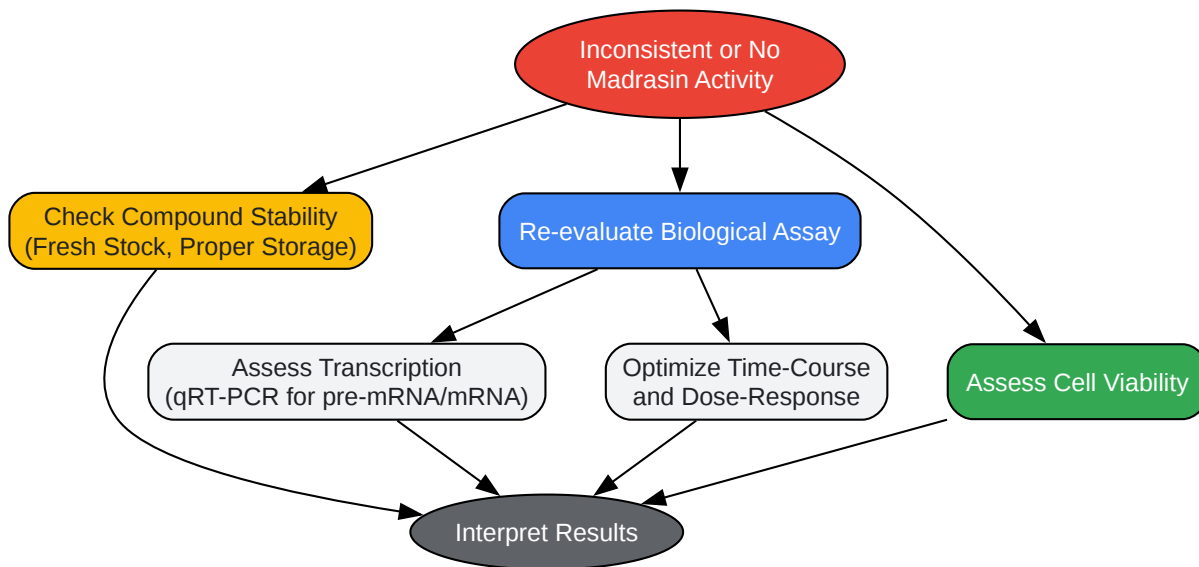 Inconsistent or No
Madrasin Activity
Check Compound Stability
(Fresh Stock, Proper Storage)
Re-evaluate Biological Assay
Assess Transcription
(qRT-PCR for pre-mRNA/mRNA)
Optimize Time-Course
and Dose-Response
Assess Cell Viability
Interpret Results